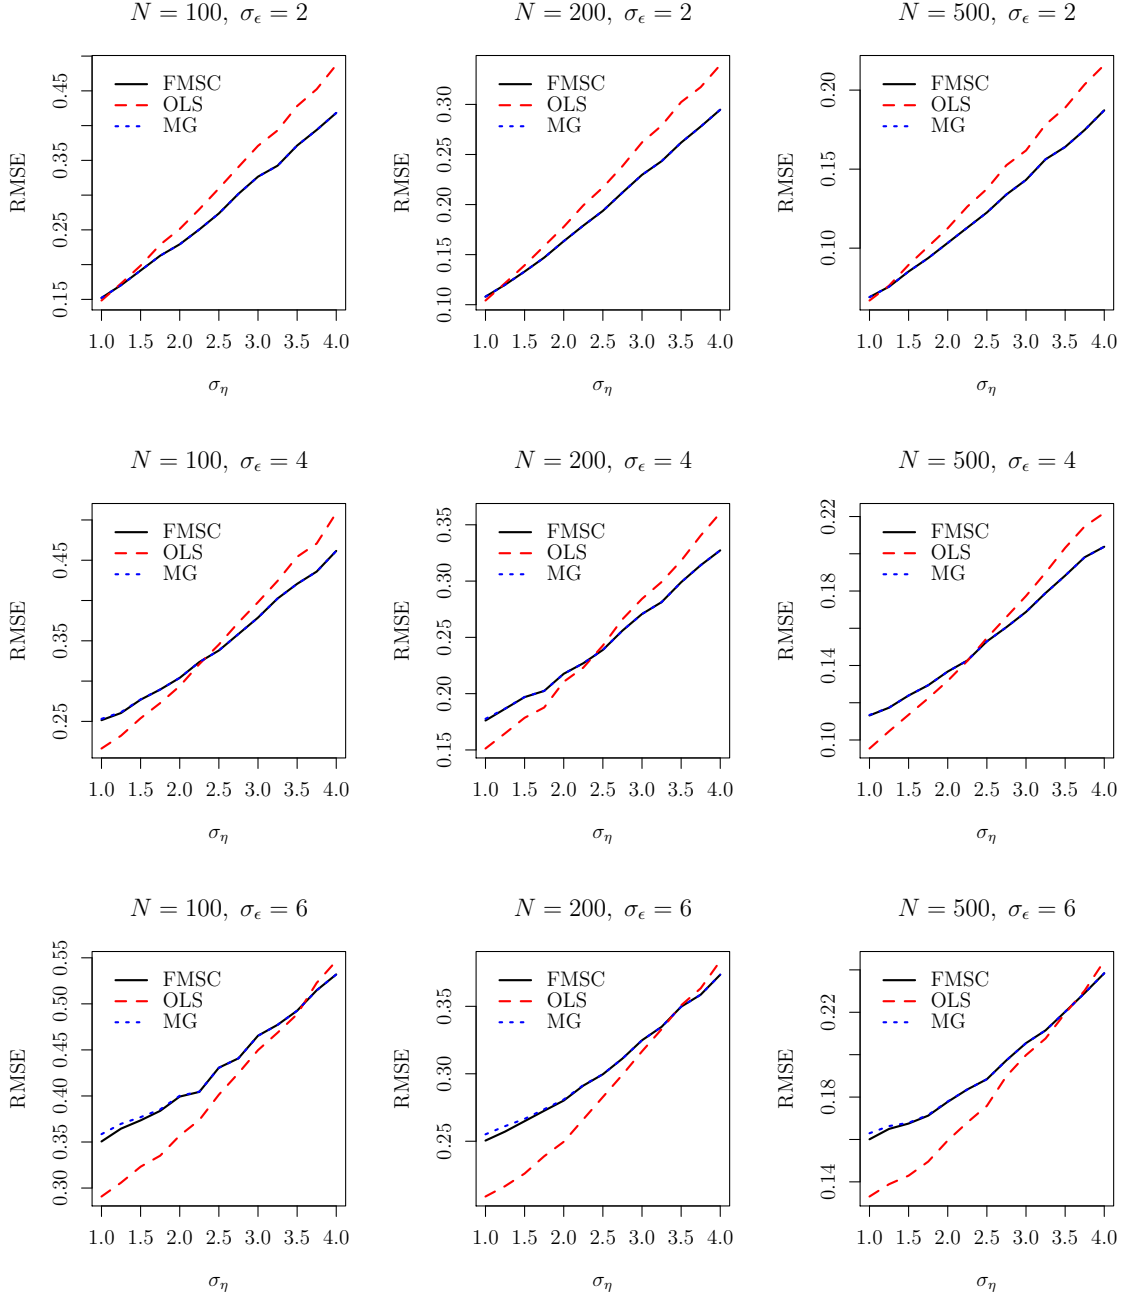 N = 100, σϵ = 2
RMSE
0.15 0.25 0.35 0.45
FMSC
OLS
MG
1.0 1.5 2.0 2.5 3.0 3.5 4.0
ση
N = 200, σϵ = 2
RMSE
0.10 0.15 0.20 0.25 0.30
FMSC
OLS
MG
1.0 1.5 2.0 2.5 3.0 3.5 4.0
ση
N = 500, σϵ = 2
RMSE
0.10 0.15 0.20
FMSC
OLS
MG
1.0 1.5 2.0 2.5 3.0 3.5 4.0
ση
N = 100, σϵ = 4
RMSE
0.25 0.35 0.45
FMSC
OLS
MG
1.0 1.5 2.0 2.5 3.0 3.5 4.0
ση
N = 200, σϵ = 4
RMSE
0.15 0.20 0.25 0.30 0.35
FMSC
OLS
MG
1.0 1.5 2.0 2.5 3.0 3.5 4.0
ση
N = 500, σϵ = 4
RMSE
0.10 0.14 0.18 0.22
FMSC
OLS
MG
1.0 1.5 2.0 2.5 3.0 3.5 4.0
ση
N = 100, σϵ = 6
RMSE
0.30 0.35 0.40 0.45 0.50 0.55
FMSC
OLS
MG
1.0 1.5 2.0 2.5 3.0 3.5 4.0
ση
N = 200, σϵ = 6
RMSE
0.25 0.30 0.35
FMSC
OLS
MG
1.0 1.5 2.0 2.5 3.0 3.5 4.0
ση
N = 500, σϵ = 6
RMSE
0.14 0.18 0.22
FMSC
OLS
MG
1.0 1.5 2.0 2.5 3.0 3.5 4.0
ση